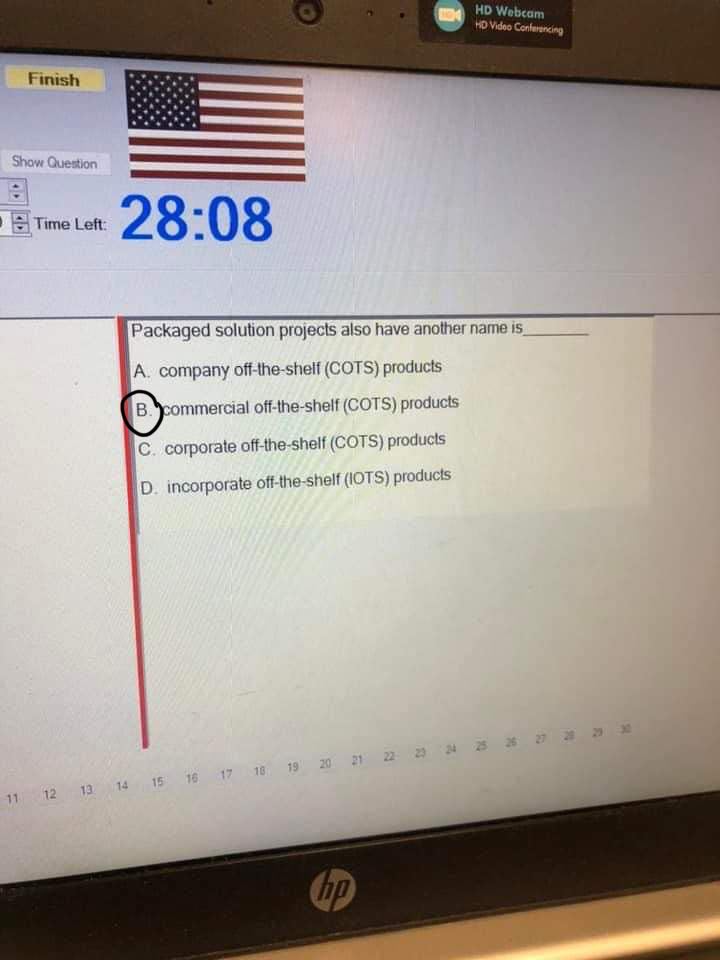 HD Webcam
HD Video Conferencing
Finish
Show Question
Time Left: 28:08
Packaged solution projects also have another name is________
A. company off-the-shelf (COTS) products
B. commercial off-the-shelf (COTS) products
C. corporate off-the-shelf (COTS) products
D. incorporate off-the-shelf (IOTS) products
11 12 13 14 15 16 17 18 19 20 21 22 23 24 25 26 27 28 29 30
hp